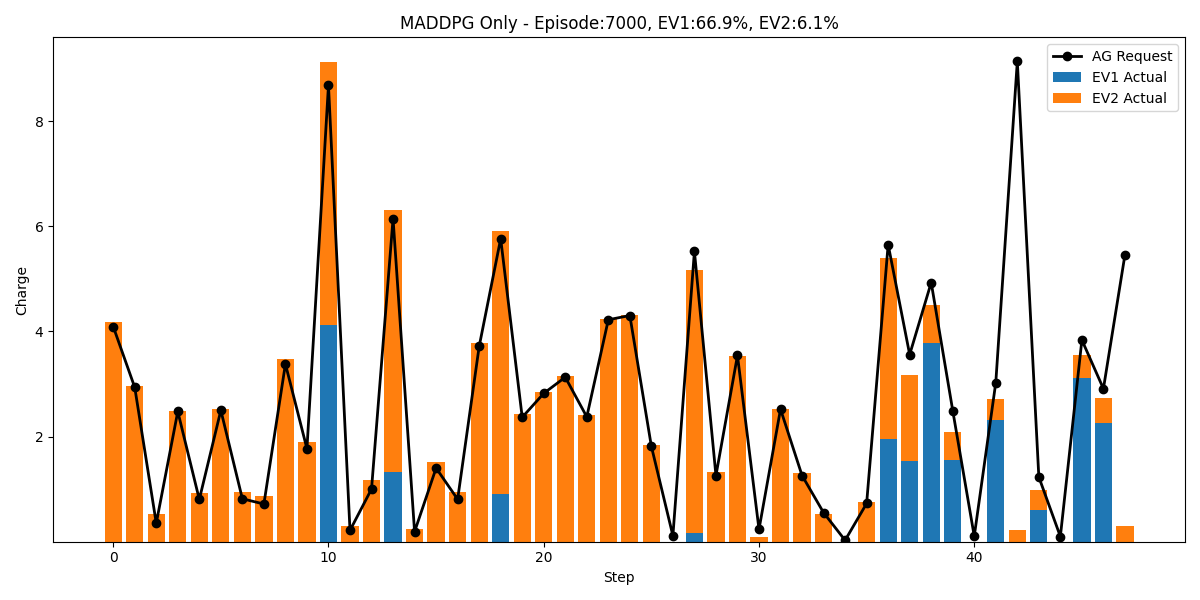 MADDPG Only - Episode:7000, EV1:66.9%, EV2:6.1%
AG Request
EV1 Actual
EV2 Actual
Charge
8
6
4
2
0
10
20
30
40
Step